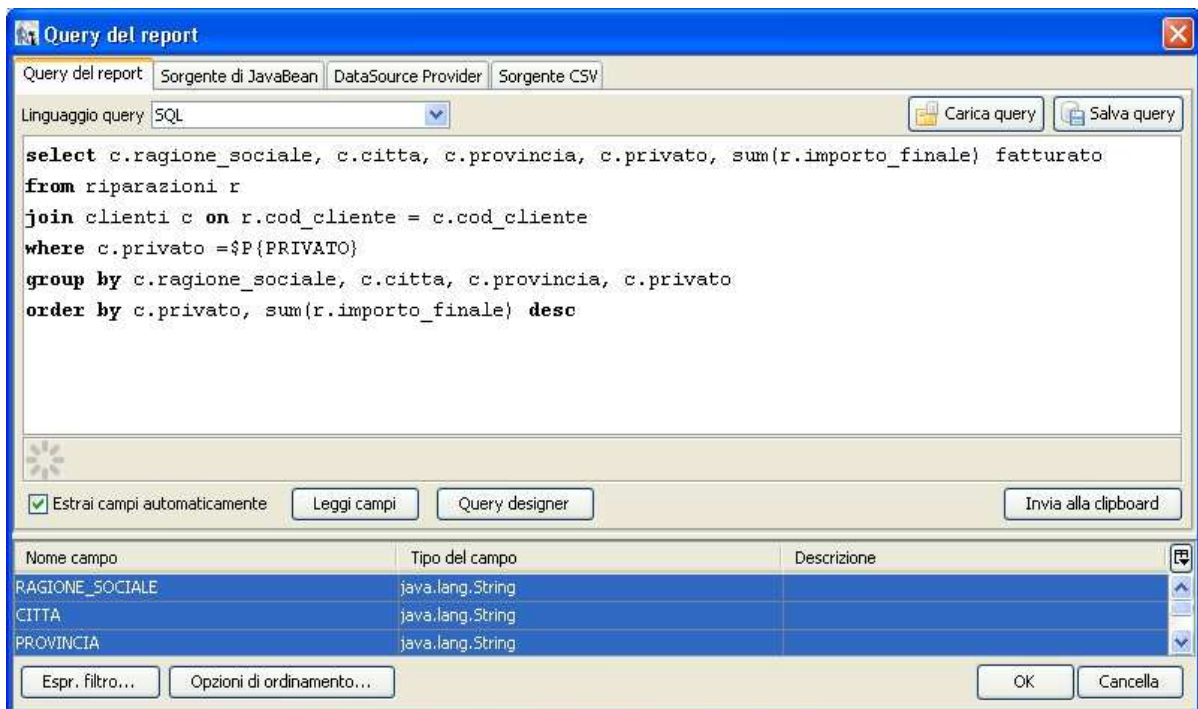 Query del report
Query del report Sorgente di JavaBean DataSource Provider Sorgente CSV
Linguaggio query SQL Carica query Salva query
select c.ragione_sociale, c.citta, c.provincia, c.privato, sum(r.importo_finale) fatturato
from riparazioni r
join clienti c on r.cod_cliente = c.cod_cliente
where c.privato =$P{PRIVATO}
group by c.ragione_sociale, c.citta, c.provincia, c.privato
order by c.privato, sum(r.importo_finale) desc
Estrai campi automaticamente Leggi campi Query designer Invia alla clipboard
Nome campo Tipo del campo Descrizione
RAGIONE_SOCIALE java.lang.String
CITTA java.lang.String
PROVINCIA java.lang.String
Espr. filtro... Opzioni di ordinamento... OK Cancella